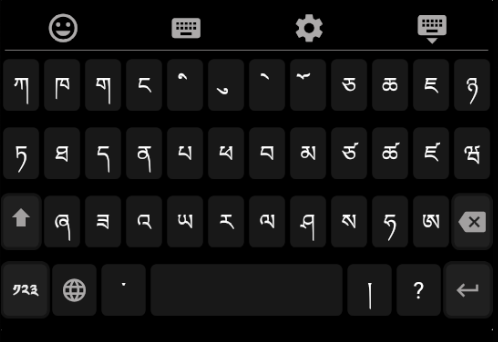 ཀ ཁ ག ང ི ུ ེ ོ ཅ ཆ ཇ ཉ
ཏ ཐ ད ན པ ཕ བ མ ཙ ཚ ཛ ཝ
ཞ ཟ འ ཡ ར ལ ཤ ས ཧ ཨ
༡༢༣ ་ ། ?